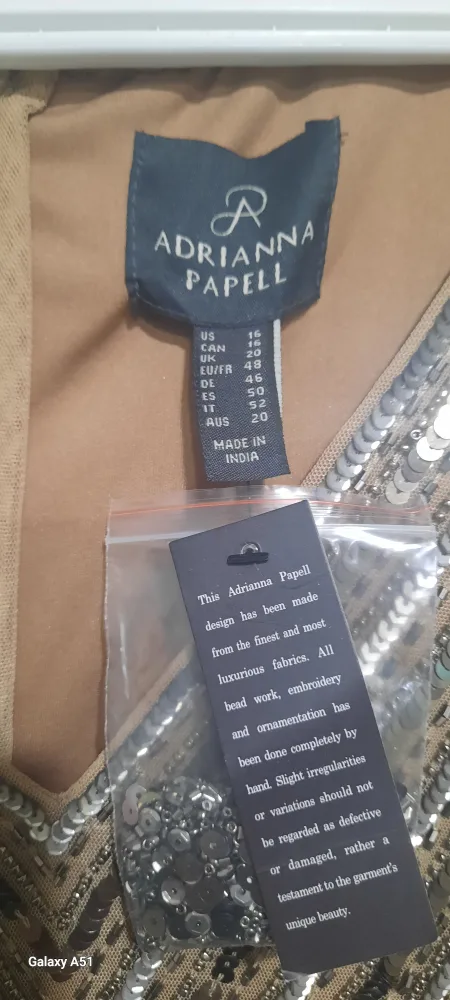 ADRIANNA
PAPELL
US 16
CAN 16
UK 20
EU/FR 48
DE 46
ES 50
IT 52
AUS 20
MADE IN
INDIA
This Adrianna Papell
design has been made
from the finest and most
luxurious fabrics. All
bead work, embroidery
and ornamentation has
been done completely by
hand. Slight irregularities
or variations should not
be regarded as defective
or damaged, rather a
testament to the garment's
unique beauty.
Galaxy A51